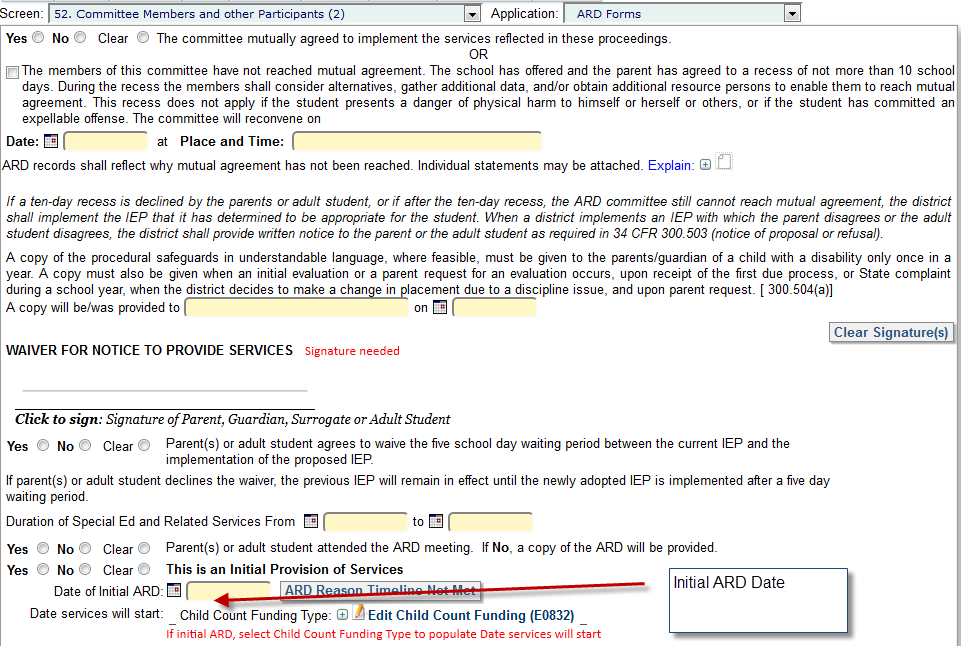 Screen: 52. Committee Members and other Participants (2) Application: ARD Forms
Yes No Clear The committee mutually agreed to implement the services reflected in these proceedings.
OR
The members of this committee have not reached mutual agreement. The school has offered and the parent has agreed to a recess of not more than 10 school
days. During the recess the members shall consider alternatives, gather additional data, and/or obtain additional resource persons to enable them to reach mutual
agreement. This recess does not apply if the student presents a danger of physical harm to himself or herself or others, or if the student has committed an
expellable offense. The committee will reconvene on
Date: at Place and Time:
ARD records shall reflect why mutual agreement has not been reached. Individual statements may be attached. Explain:
If a ten-day recess is declined by the parents or adult student, or if after the ten-day recess, the ARD committee still cannot reach mutual agreement, the district
shall implement the IEP that it has determined to be appropriate for the student. When a district implements an IEP with which the parent disagrees or the adult
student disagrees, the district shall provide written notice to the parent or the adult student as required in 34 CFR 300.503 (notice of proposal or refusal).
A copy of the procedural safeguards in understandable language, where feasible, must be given to the parents/guardian of a child with a disability only once in a
year. A copy must also be given when an initial evaluation or a parent request for an evaluation occurs, upon receipt of the first due process, or State complaint
during a school year, when the district decides to make a change in placement due to a discipline issue, and upon parent request. [ 300.504(a)]
A copy will be/was provided to on
Clear Signature(s)
WAIVER FOR NOTICE TO PROVIDE SERVICES Signature needed
Click to sign: Signature of Parent, Guardian, Surrogate or Adult Student
Yes No Clear Parent(s) or adult student agrees to waive the five school day waiting period between the current IEP and the
implementation of the proposed IEP.
If parent(s) or adult student declines the waiver, the previous IEP will remain in effect until the newly adopted IEP is implemented after a five day
waiting period.
Duration of Special Ed and Related Services From to
Yes No Clear Parent(s) or adult student attended the ARD meeting. If No, a copy of the ARD will be provided.
Yes No Clear This is an Initial Provision of Services
Date of Initial ARD: ARD Reason Timeline Not Met
Initial ARD Date
Date services will start: _ Child Count Funding Type: Edit Child Count Funding (E0832) _
If initial ARD, select Child Count Funding Type to populate Date services will start